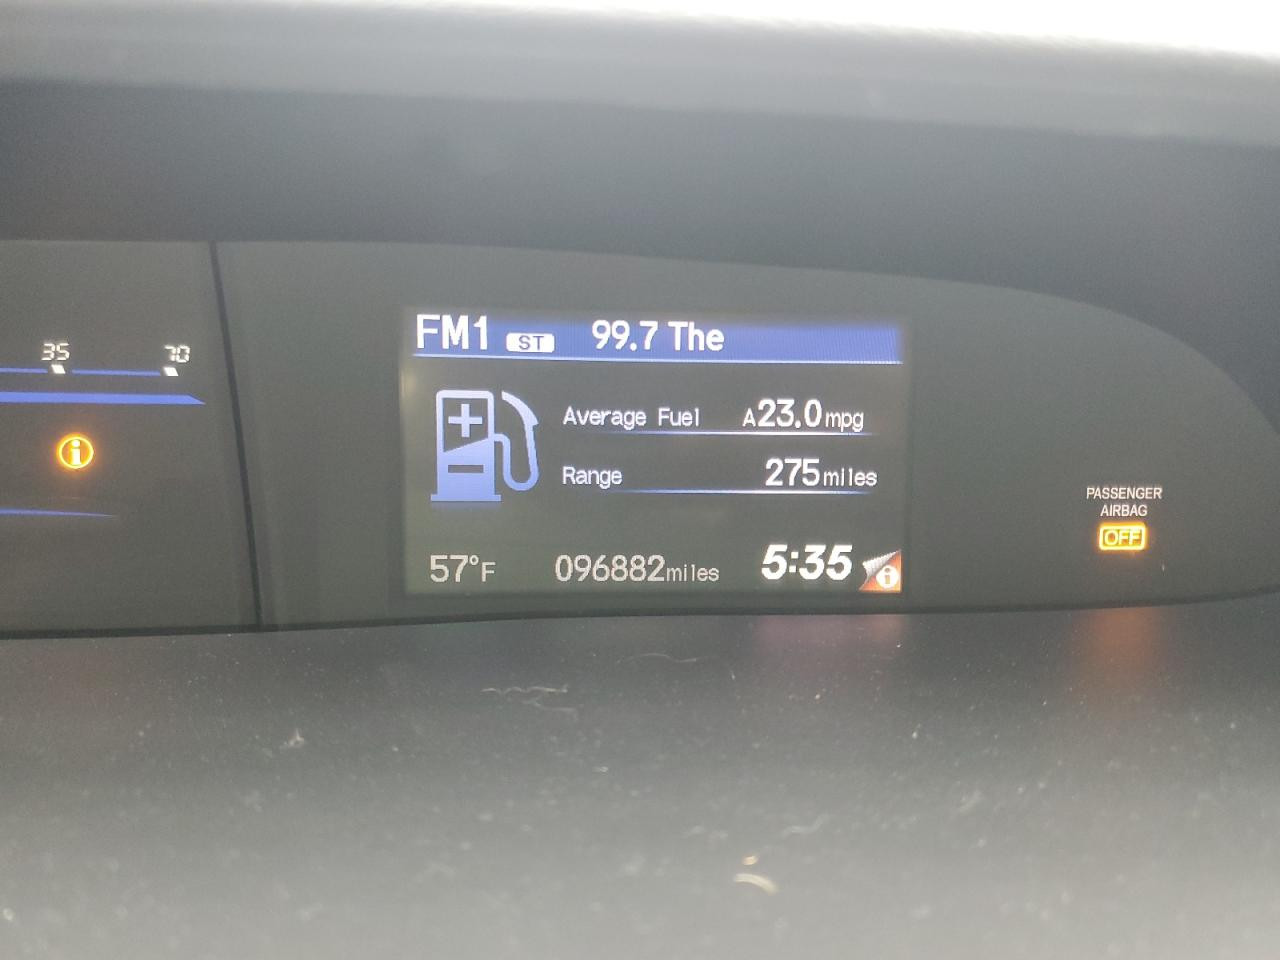 FM1 ST 99.7 The
35 70
Average Fuel A23.0mpg
i
Range 275miles
PASSENGER
AIRBAG
OFF
57°F 096882miles 5:35 i